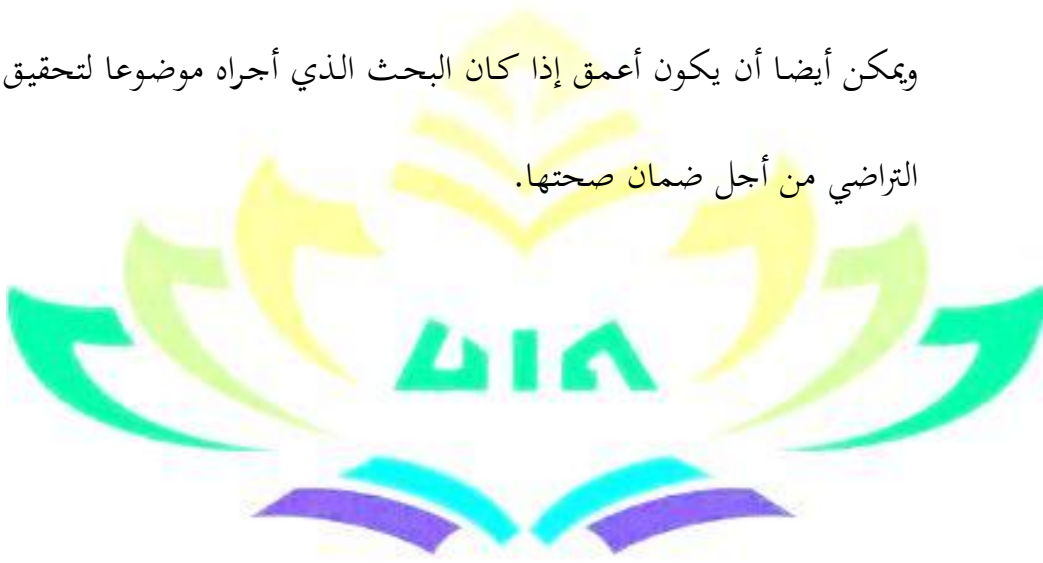 ويمكن أيضا أن يكون أعمق إذا كان البحث الذي أجراه موضوعا لتحقيق
التراضي من أجل ضمان صحتها.